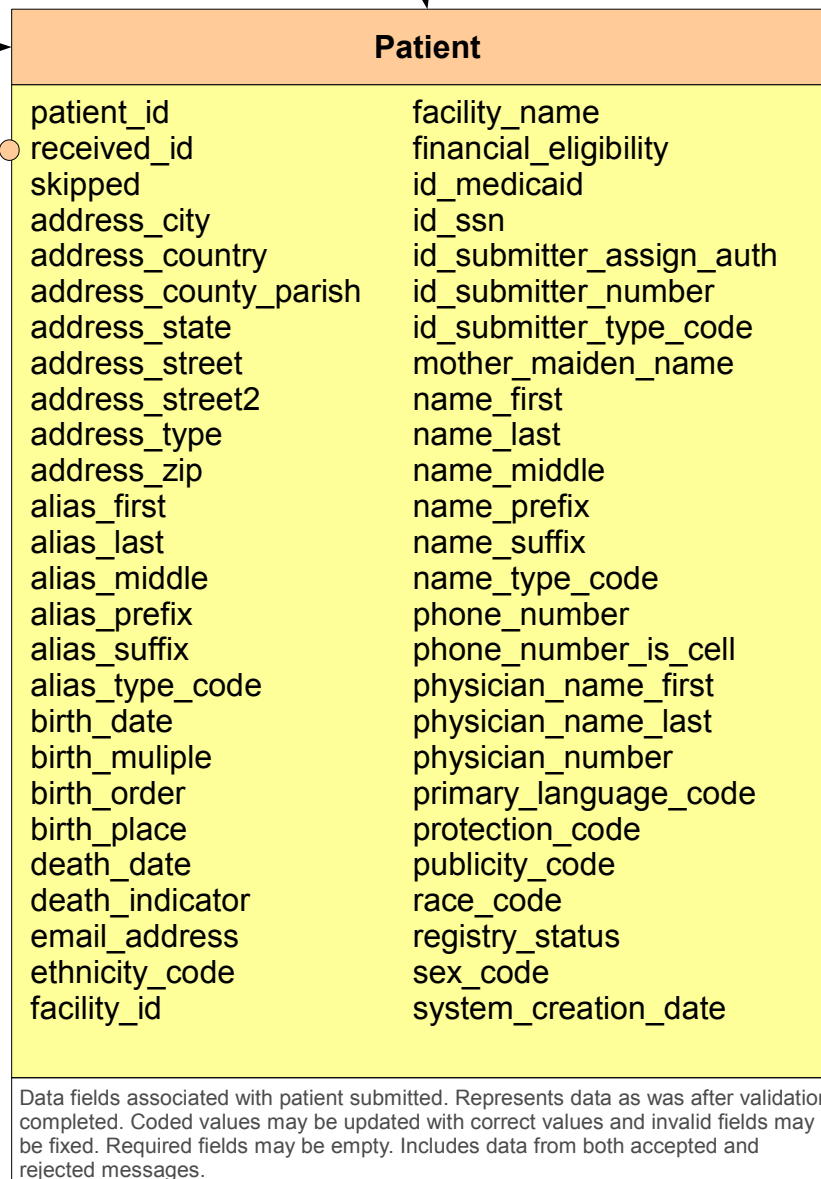 Patient
patient_id
received_id
skipped
address_city
address_country
address_county_parish
address_state
address_street
address_street2
address_type
address_zip
alias_first
alias_last
alias_middle
alias_prefix
alias_suffix
alias_type_code
birth_date
birth_muliple
birth_order
birth_place
death_date
death_indicator
email_address
ethnicity_code
facility_id
facility_name
financial_eligibility
id_medicaid
id_ssn
id_submitter_assign_auth
id_submitter_number
id_submitter_type_code
mother_maiden_name
name_first
name_last
name_middle
name_prefix
name_suffix
name_type_code
phone_number
phone_number_is_cell
physician_name_first
physician_name_last
physician_number
primary_language_code
protection_code
publicity_code
race_code
registry_status
sex_code
system_creation_date
Data fields associated with patient submitted. Represents data as was after validation
completed. Coded values may be updated with correct values and invalid fields may
be fixed. Required fields may be empty. Includes data from both accepted and
rejected messages.